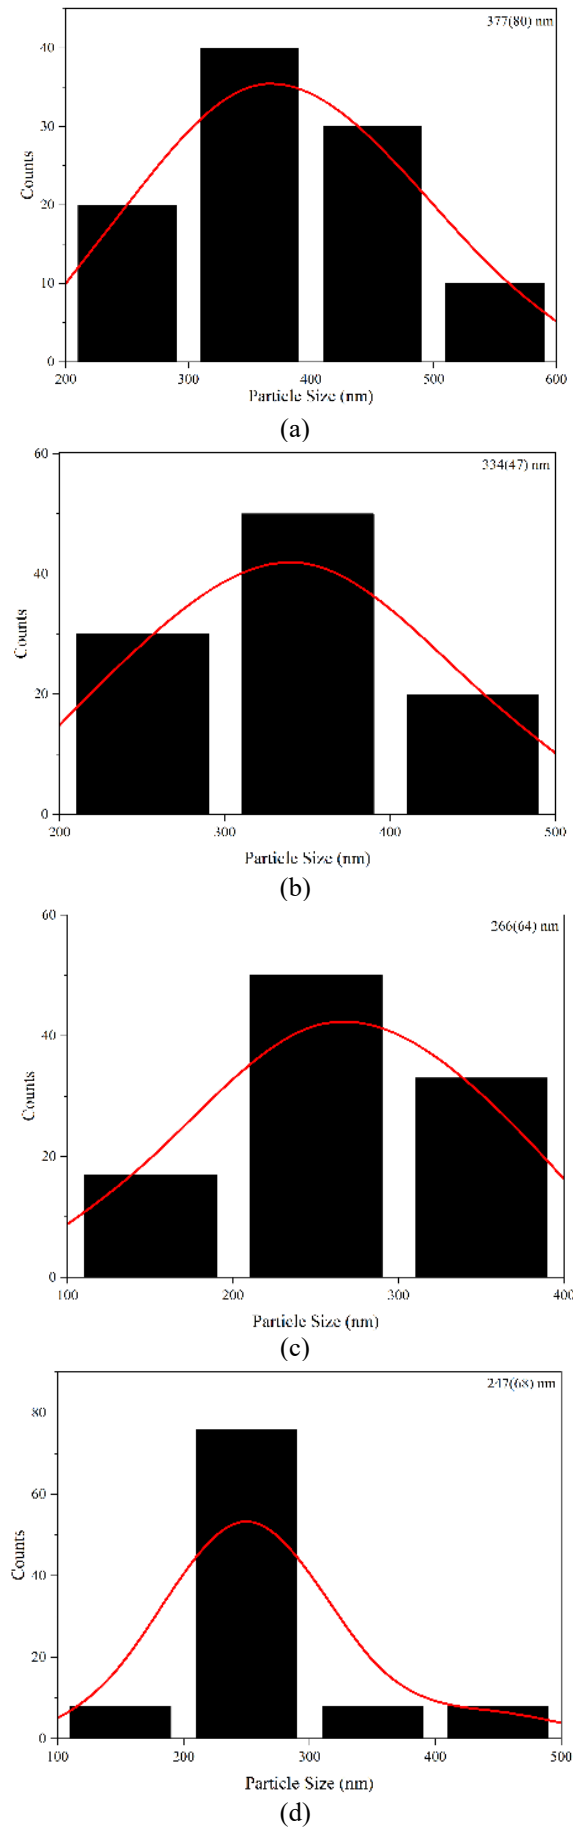 377(80) nm
40
30
20
10
0
Counts
200 300 400 500 600
Particle Size (nm)
(a)
334(47) nm
60
40
20
0
Counts
200 300 400 500
Particle Size (nm)
(b)
266(64) nm
60
40
20
0
Counts
100 200 300 400
Particle Size (nm)
(c)
247(68) nm
80
60
40
20
0
Counts
100 200 300 400 500
Particle Size (nm)
(d)